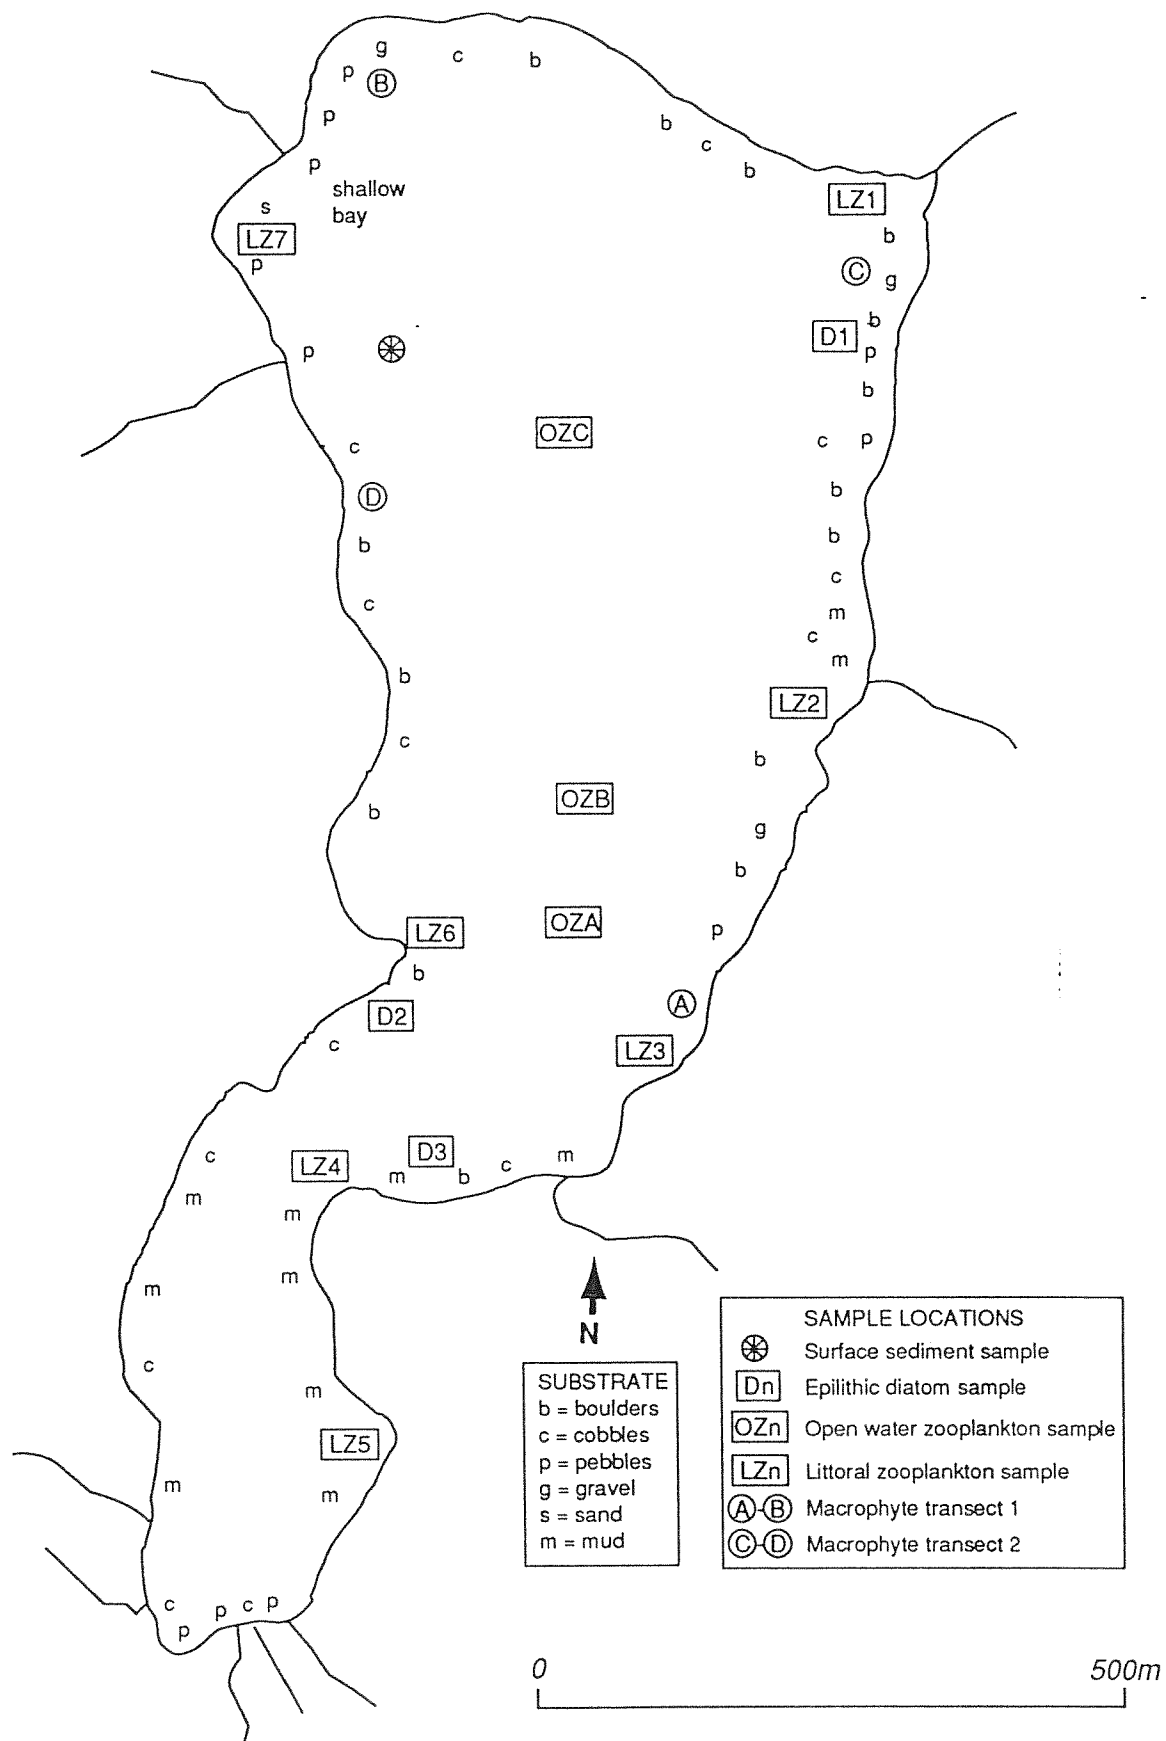 g
c
b
p
B
p
b
c
b
p
shallow
bay
LZ1
s
LZ7
b
p
C
g
b
D1
p
p
b
OZC
c
p
c
D
b
b
b
c
c
m
c
m
b
LZ2
c
b
OZB
b
g
b
OZA
LZ6
p
b
A
D2
c
LZ3
c
D3
m
LZ4
m
b
c
m
m
m
m
c
m
LZ5
m
m
c
p
c
p
p
N
SUBSTRATE
b = boulders
c = cobbles
p = pebbles
g = gravel
s = sand
m = mud
SAMPLE LOCATIONS
Surface sediment sample
Dn Epilithic diatom sample
OZn Open water zooplankton sample
LZn Littoral zooplankton sample
A-B Macrophyte transect 1
C-D Macrophyte transect 2
0 500m